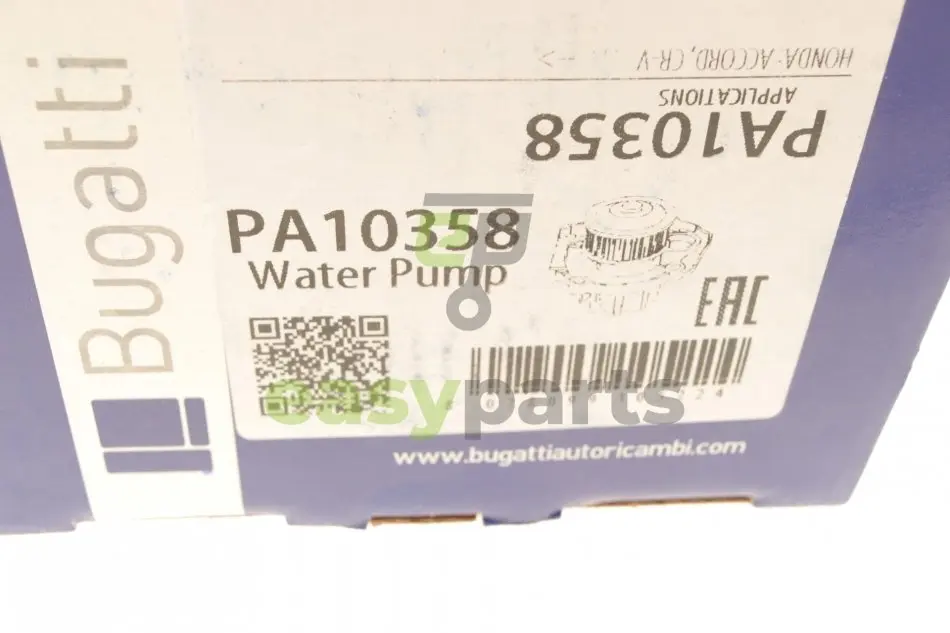 Bugatti
HONDA: ACCORD, CR-V -->
APPLICATIONS
PA10358
PA10358
Water Pump
EAC
easyparts
www.bugattiautoricambi.com